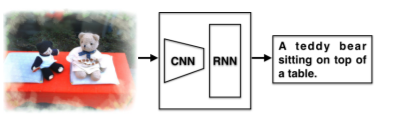 CNN
RNN
A teddy bear
sitting on top of
a table.